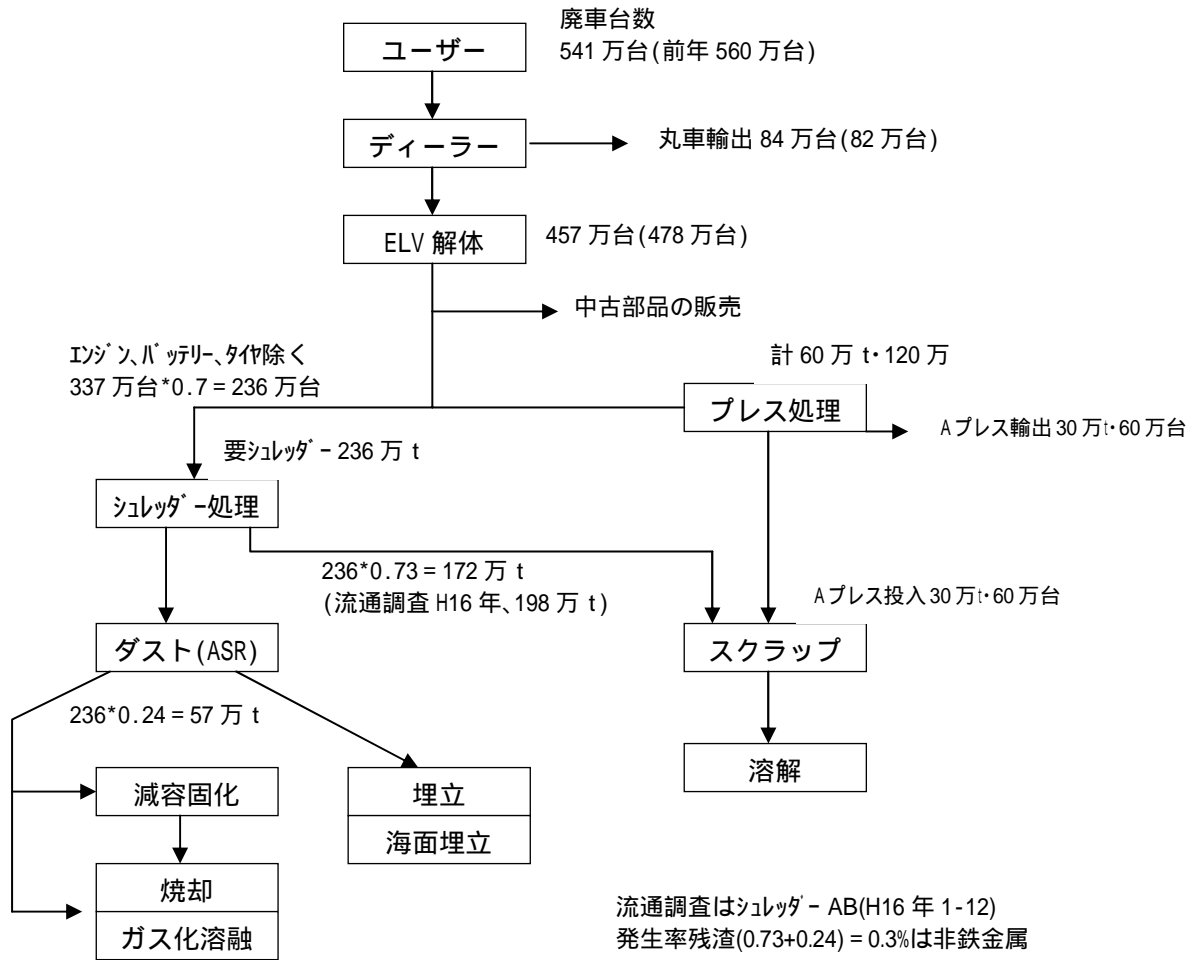 廃車台数
541 万台(前年 560 万台)
ユーザー
ディーラー
丸車輸出 84 万台(82 万台)
ELV 解体
457 万台(478 万台)
中古部品の販売
エンジン、バッテリー、タイヤ除く
337 万台*0.7 = 236 万台
計 60 万 t・120 万
プレス処理
A プレス輸出 30 万t・60 万台
要シュレッダー 236 万 t
シュレッダー処理
236*0.73 = 172 万 t
(流通調査 H16 年、198 万 t)
A プレス投入 30 万t・60 万台
ダスト(ASR)
スクラップ
236*0.24 = 57 万 t
溶解
減容固化
埋立
海面埋立
焼却
ガス化溶融
流通調査はシュレッダー AB(H16 年 1-12)
発生率残渣(0.73+0.24) = 0.3%は非鉄金属